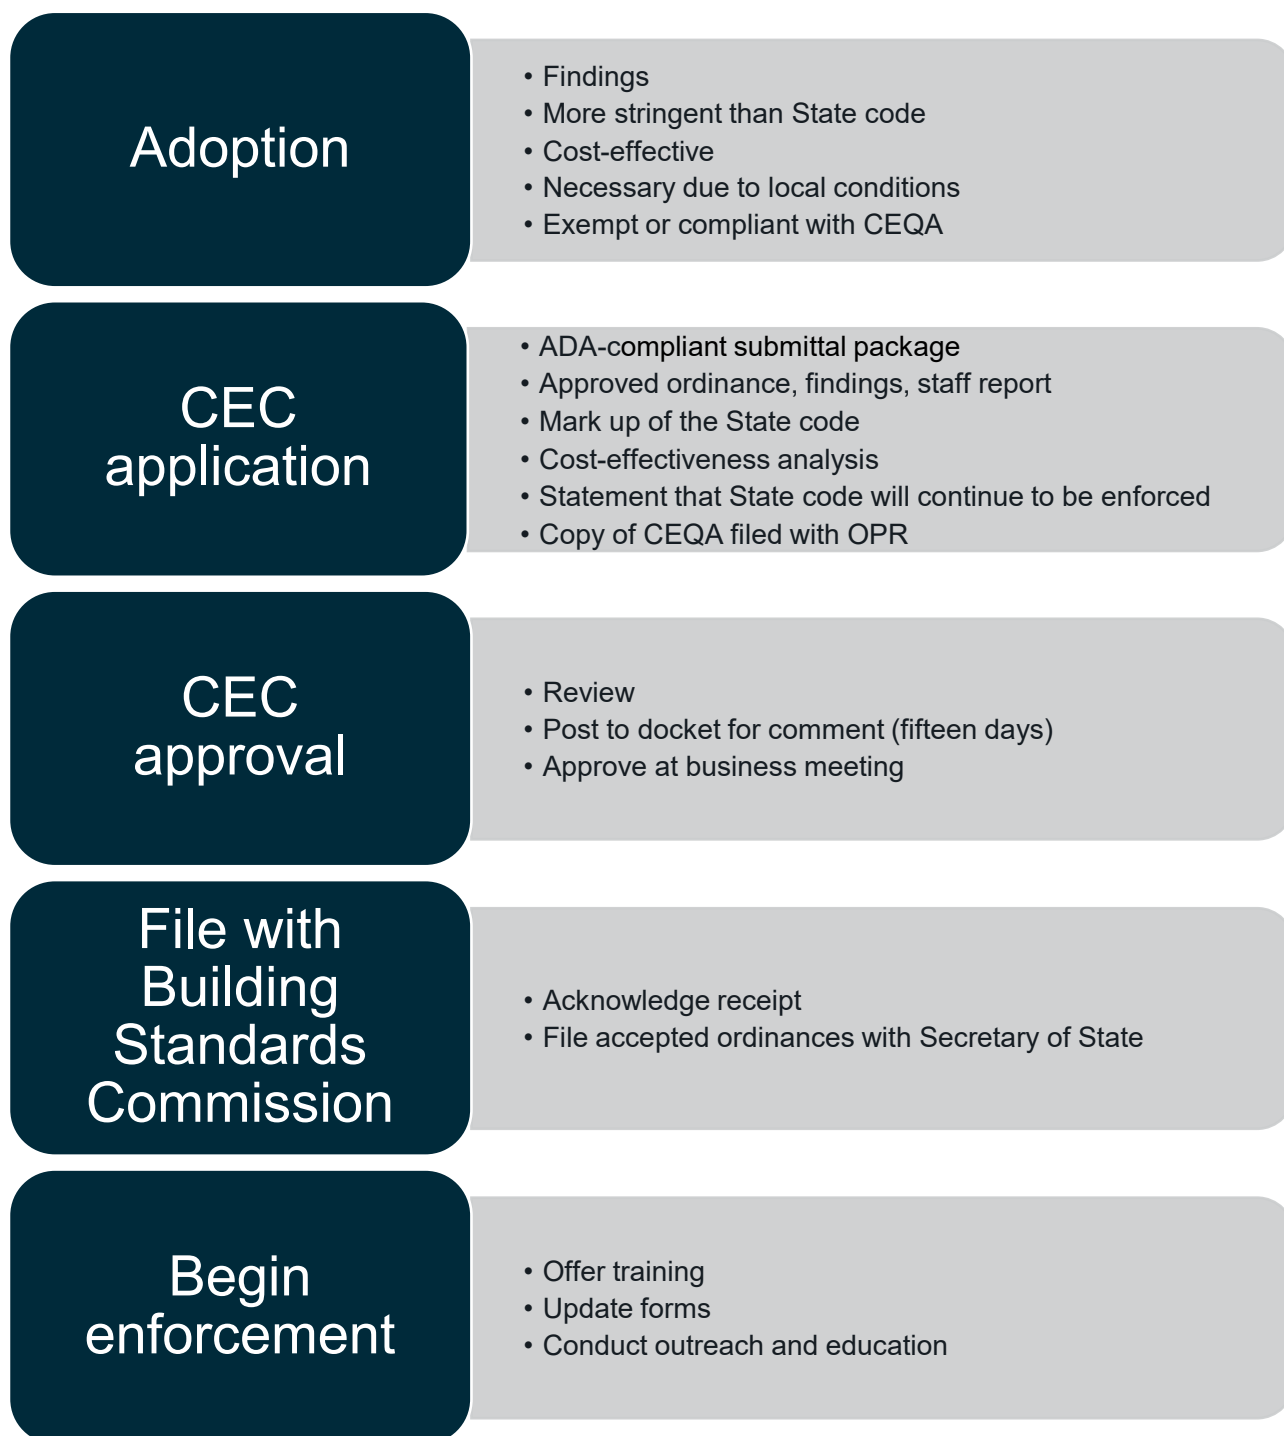 Adoption
• Findings
• More stringent than State code
• Cost-effective
• Necessary due to local conditions
• Exempt or compliant with CEQA
CEC
application
• ADA-compliant submittal package
• Approved ordinance, findings, staff report
• Mark up of the State code
• Cost-effectiveness analysis
• Statement that State code will continue to be enforced
• Copy of CEQA filed with OPR
CEC
approval
• Review
• Post to docket for comment (fifteen days)
• Approve at business meeting
File with
Building
Standards
Commission
• Acknowledge receipt
• File accepted ordinances with Secretary of State
Begin
enforcement
• Offer training
• Update forms
• Conduct outreach and education